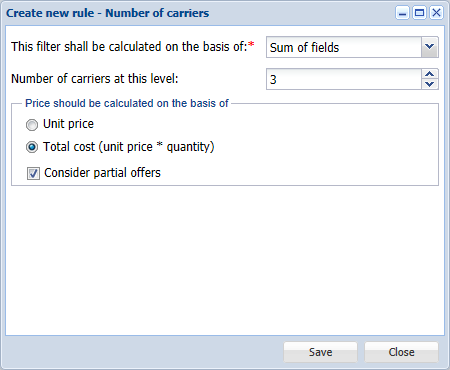 Create new rule - Number of carriers
This filter shall be calculated on the basis of:* Sum of fields
Number of carriers at this level: 3
Price should be calculated on the basis of
Unit price
Total cost (unit price * quantity)
Consider partial offers
Save Close